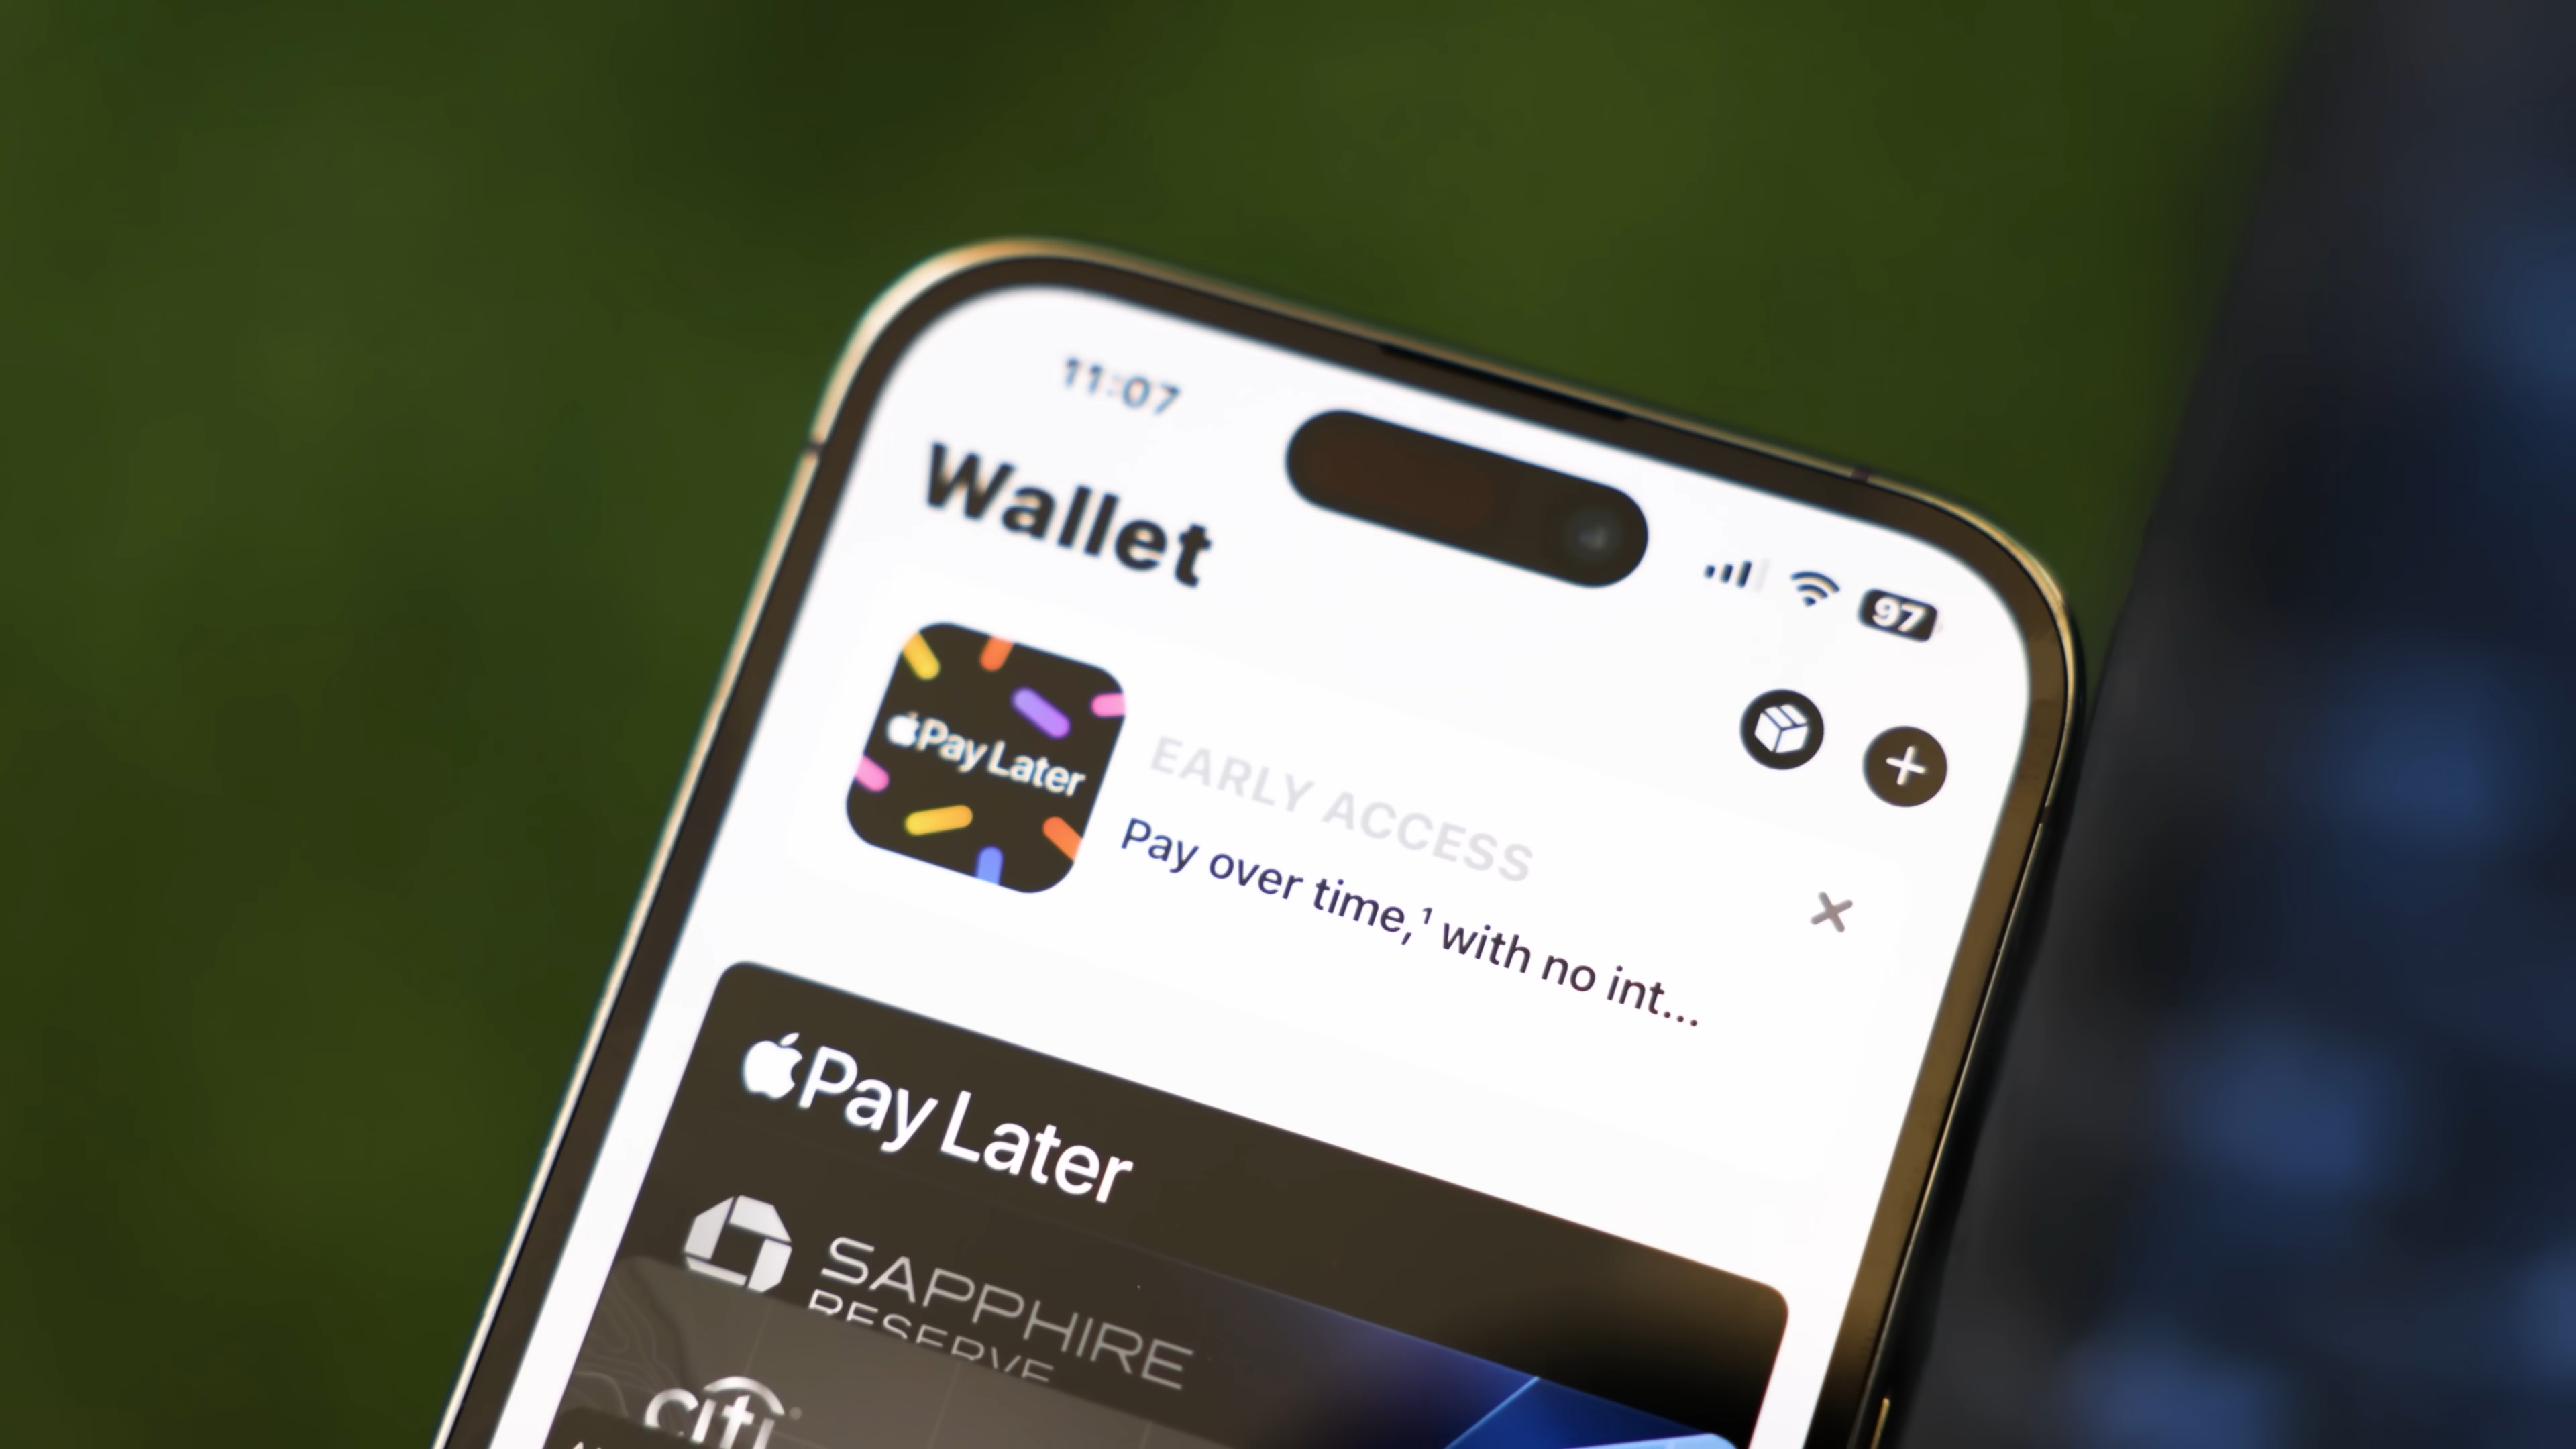 11:07
97
Wallet
Pay Later
EARLY ACCESS
Pay over time,¹ with no int...
Pay Later
SAPPHIRE
RESERVE
citi